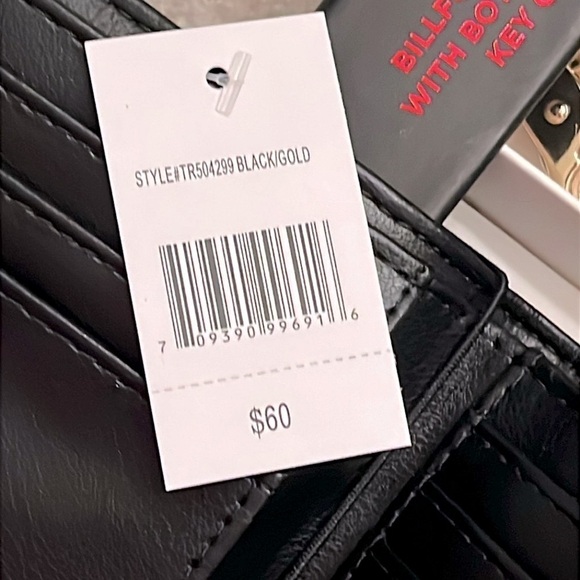 BILLF
WITH BO
KEY
STYLE#TR504299 BLACK/GOLD
7 09390 99691 6
$60